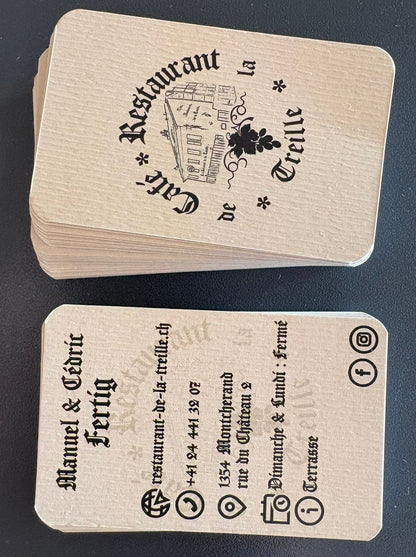 Café * Restaurant
de la
* Treille *
Manuel & Cédric
Fertig
restaurant-de-la-treille.ch
+41 24 441 32 07
1354 Montcherand
rue du Château 2
Dimanche & Lundi : Fermé
Terrasse